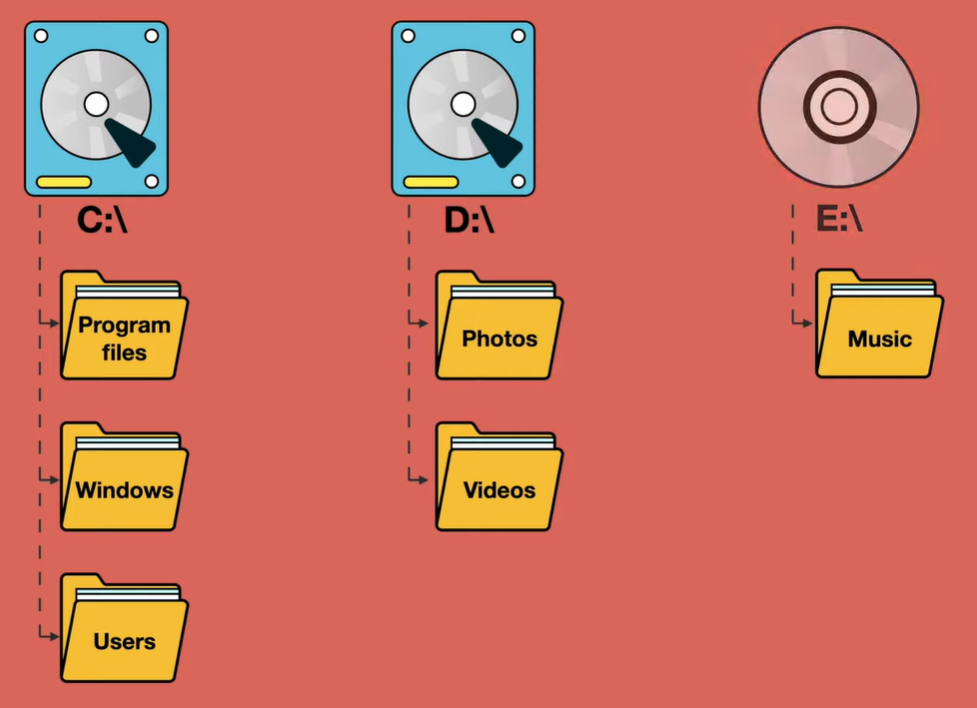 C:\
D:\
E:\
Program
files
Photos
Music
Windows
Videos
Users